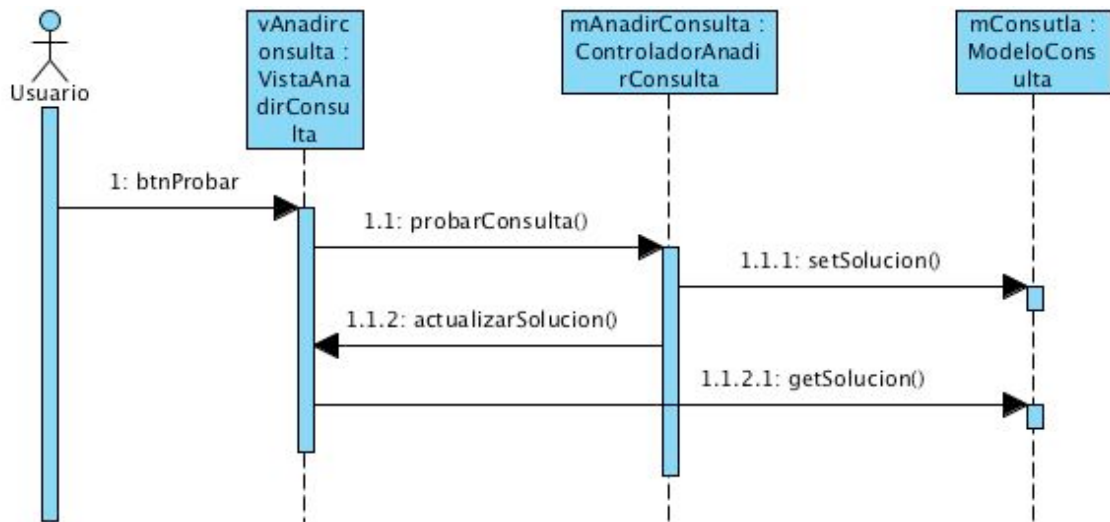 Usuario
vAnadirc
onsulta :
VistaAna
dirConsu
lta
mAnadirConsulta :
ControladorAnadi
rConsulta
mConsutla :
ModeloCons
ulta
1: btnProbar
1.1: probarConsulta()
1.1.1: setSolucion()
1.1.2: actualizarSolucion()
1.1.2.1: getSolucion()